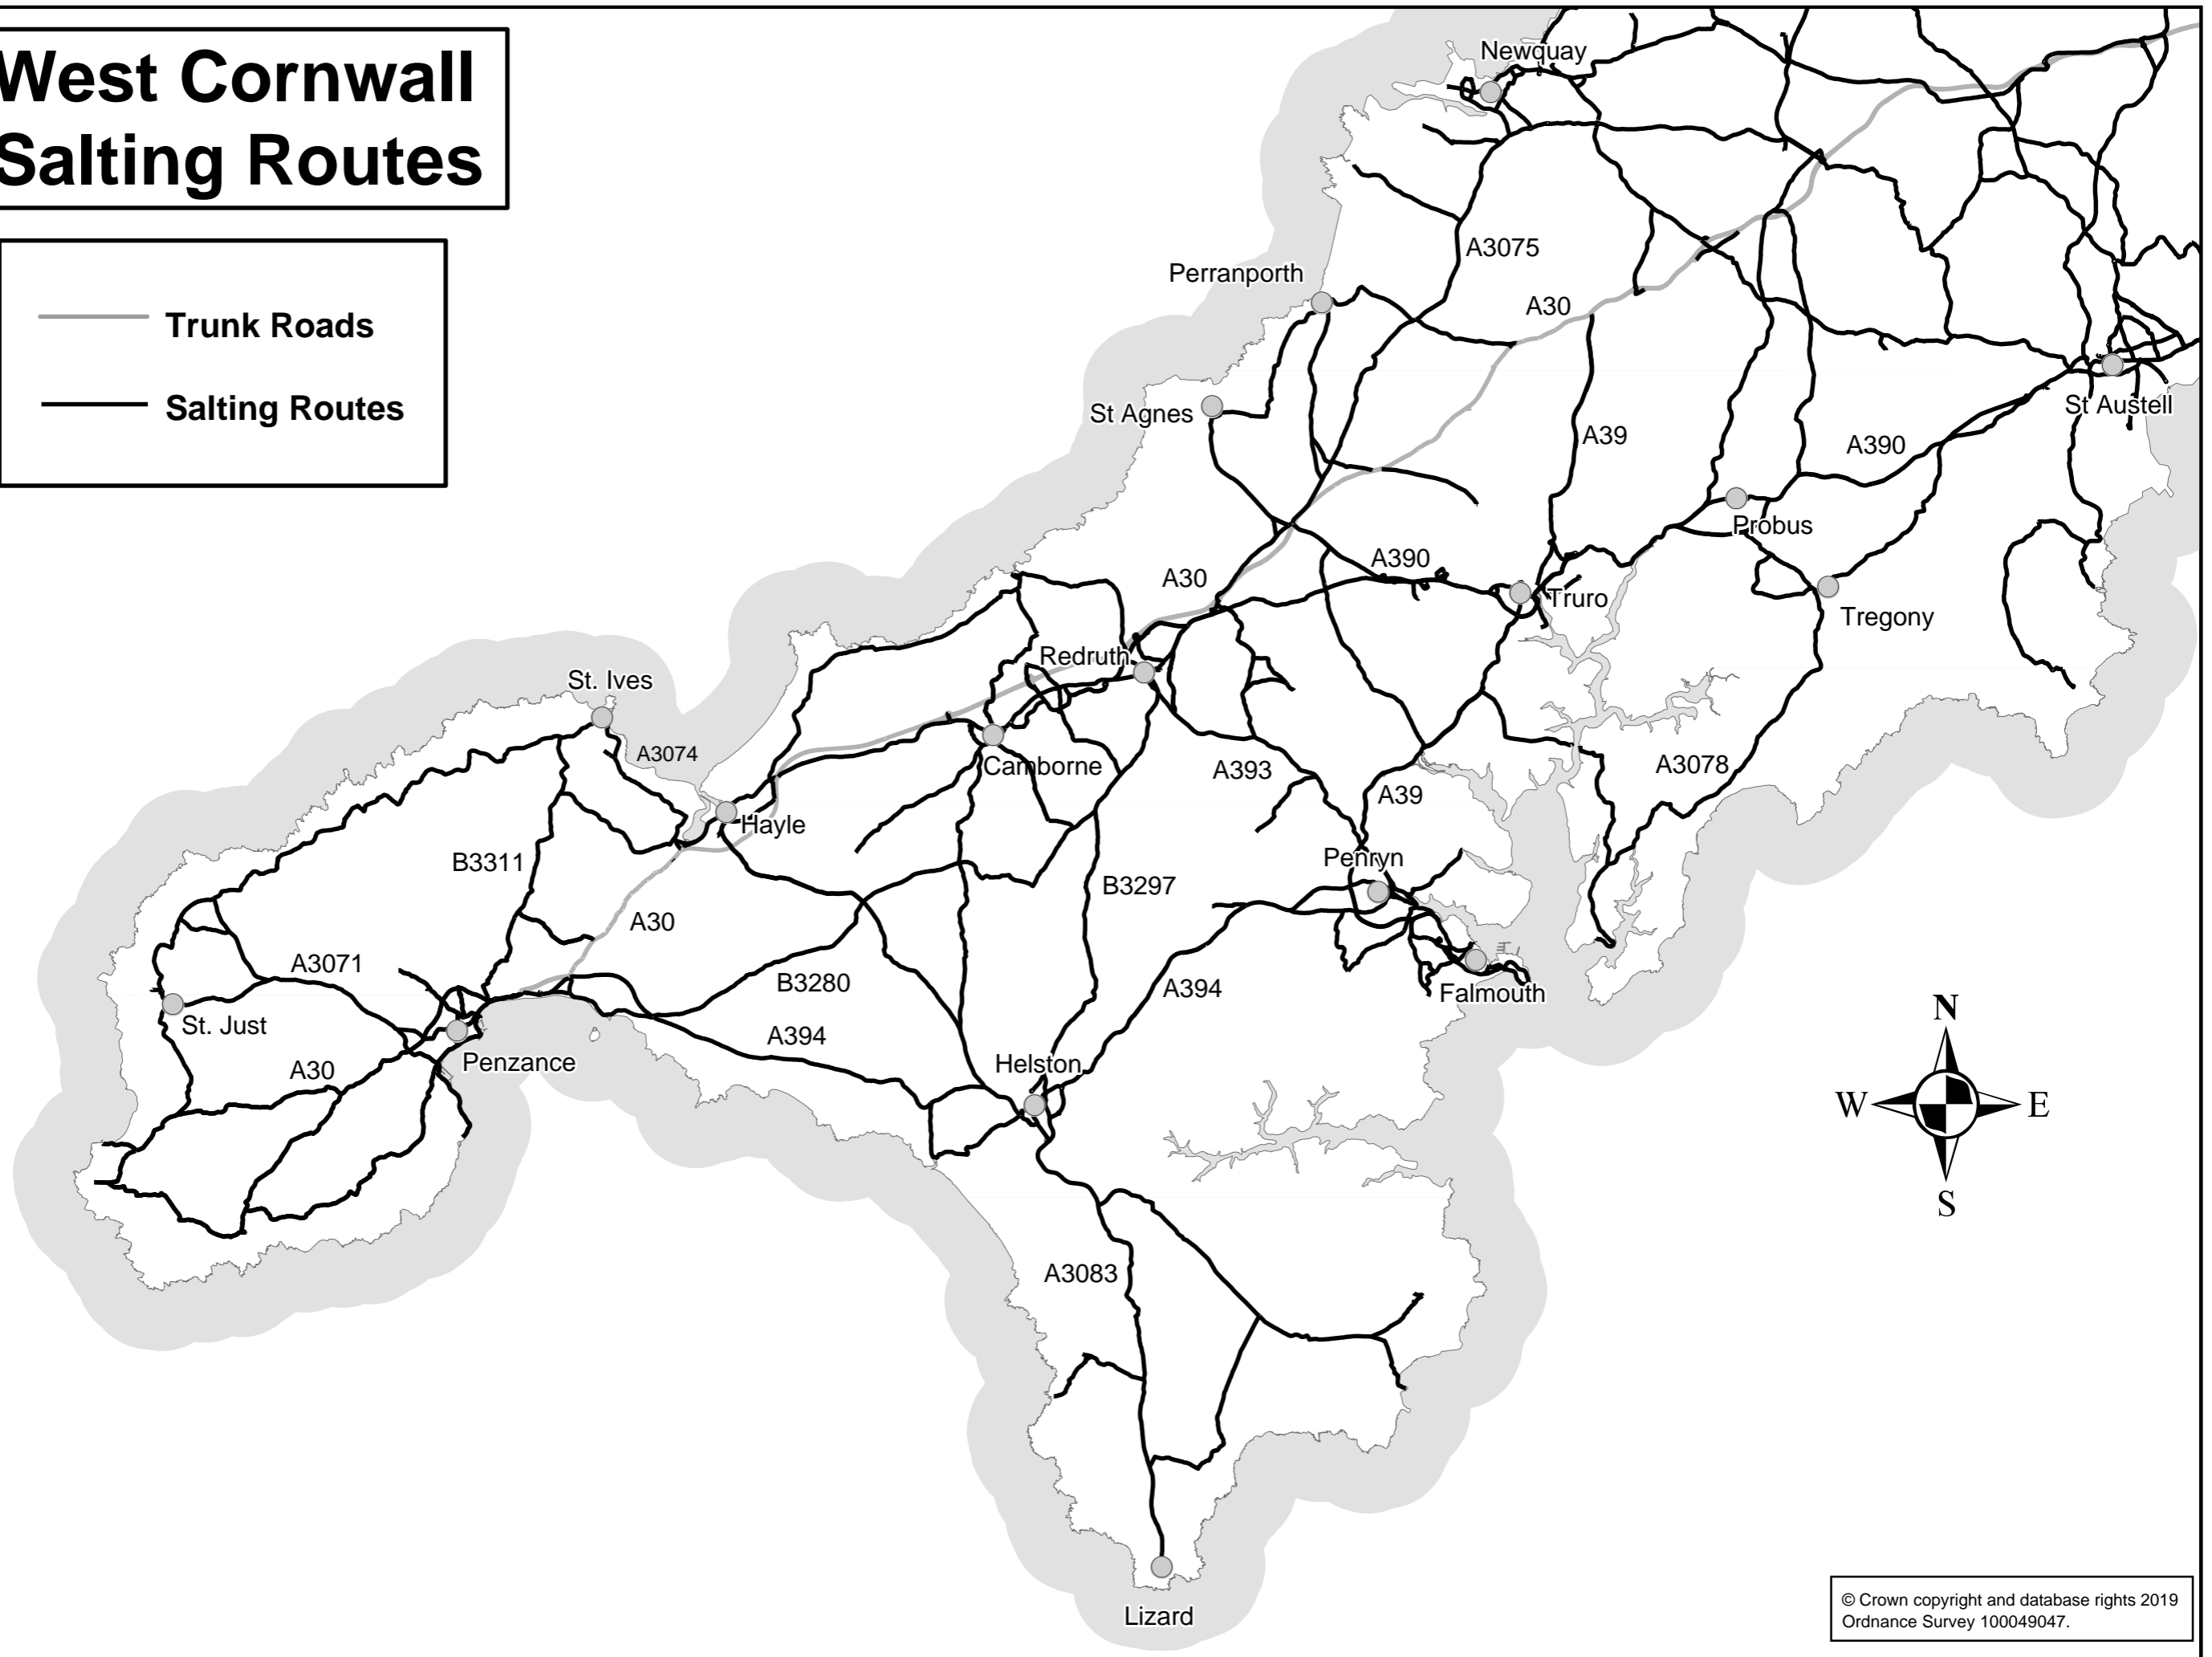 West Cornwall
Salting Routes
Trunk Roads
Salting Routes
Newquay
A3075
Perranporth
A30
St Agnes
St Austell
A39
A390
Probus
A390
A30
Truro
Tregony
Redruth
St. Ives
A3074
Camborne
A393
A3078
A39
Hayle
Penryn
B3311
B3297
A30
A3071
B3280
A394
Falmouth
St. Just
A394
Penzance
Helston
A30
N
W
E
S
A3083
Lizard
© Crown copyright and database rights 2019
Ordnance Survey 100049047.